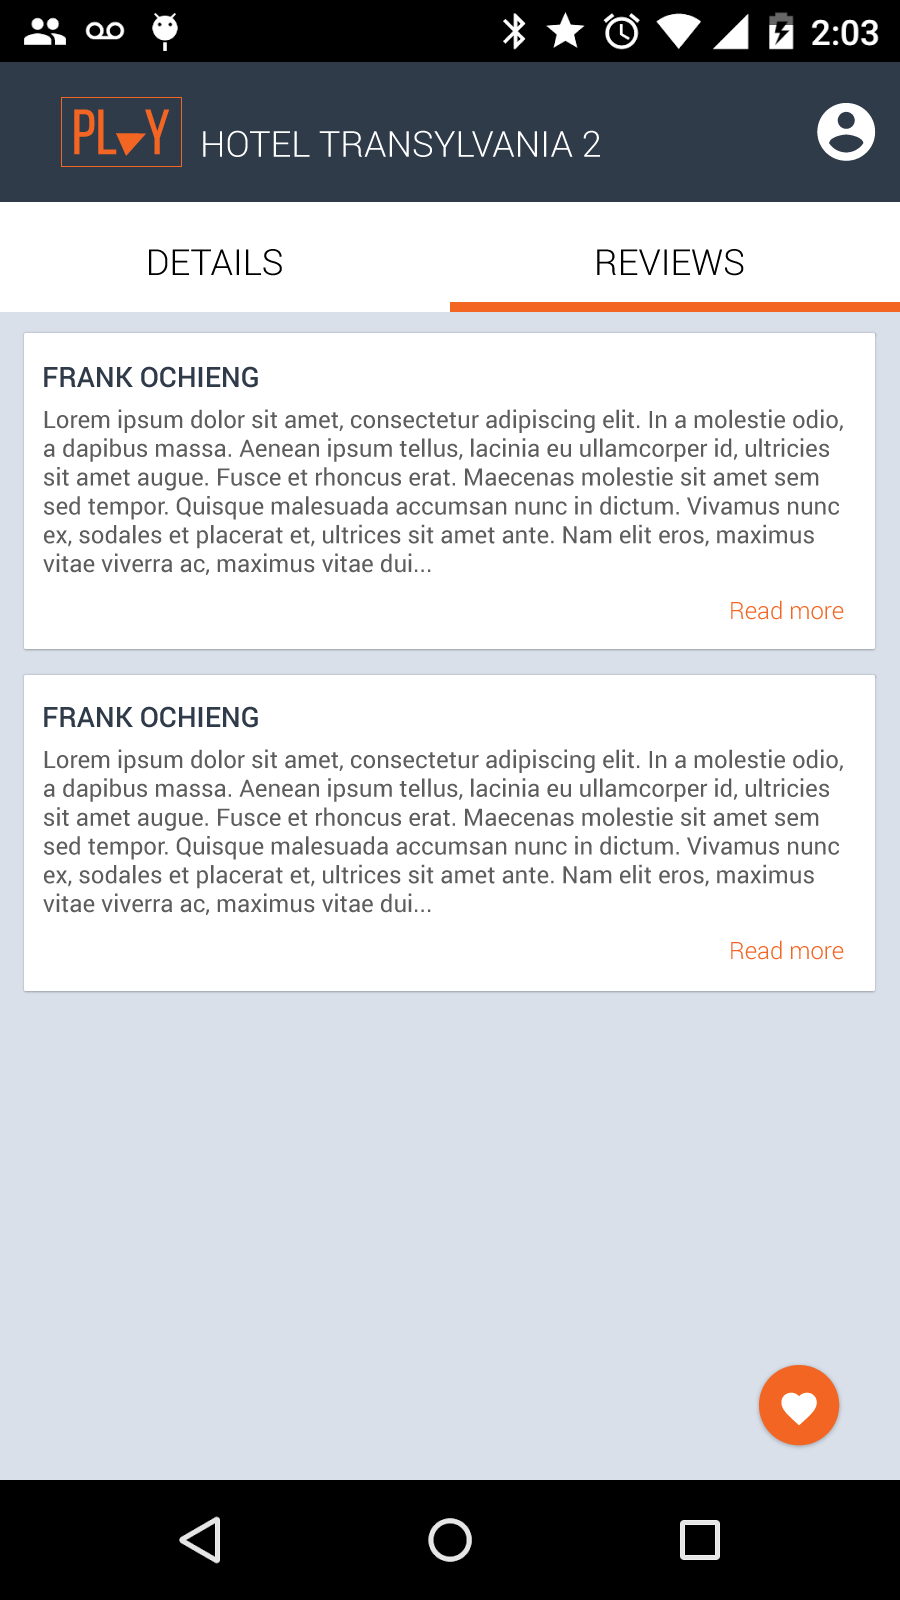 2:03
PLAY HOTEL TRANSYLVANIA 2
DETAILS REVIEWS
FRANK OCHIENG
Lorem ipsum dolor sit amet, consectetur adipiscing elit. In a molestie odio,
a dapibus massa. Aenean ipsum tellus, lacinia eu ullamcorper id, ultricies
sit amet augue. Fusce et rhoncus erat. Maecenas molestie sit amet sem
sed tempor. Quisque malesuada accumsan nunc in dictum. Vivamus nunc
ex, sodales et placerat et, ultrices sit amet ante. Nam elit eros, maximus
vitae viverra ac, maximus vitae dui...
Read more
FRANK OCHIENG
Lorem ipsum dolor sit amet, consectetur adipiscing elit. In a molestie odio,
a dapibus massa. Aenean ipsum tellus, lacinia eu ullamcorper id, ultricies
sit amet augue. Fusce et rhoncus erat. Maecenas molestie sit amet sem
sed tempor. Quisque malesuada accumsan nunc in dictum. Vivamus nunc
ex, sodales et placerat et, ultrices sit amet ante. Nam elit eros, maximus
vitae viverra ac, maximus vitae dui...
Read more